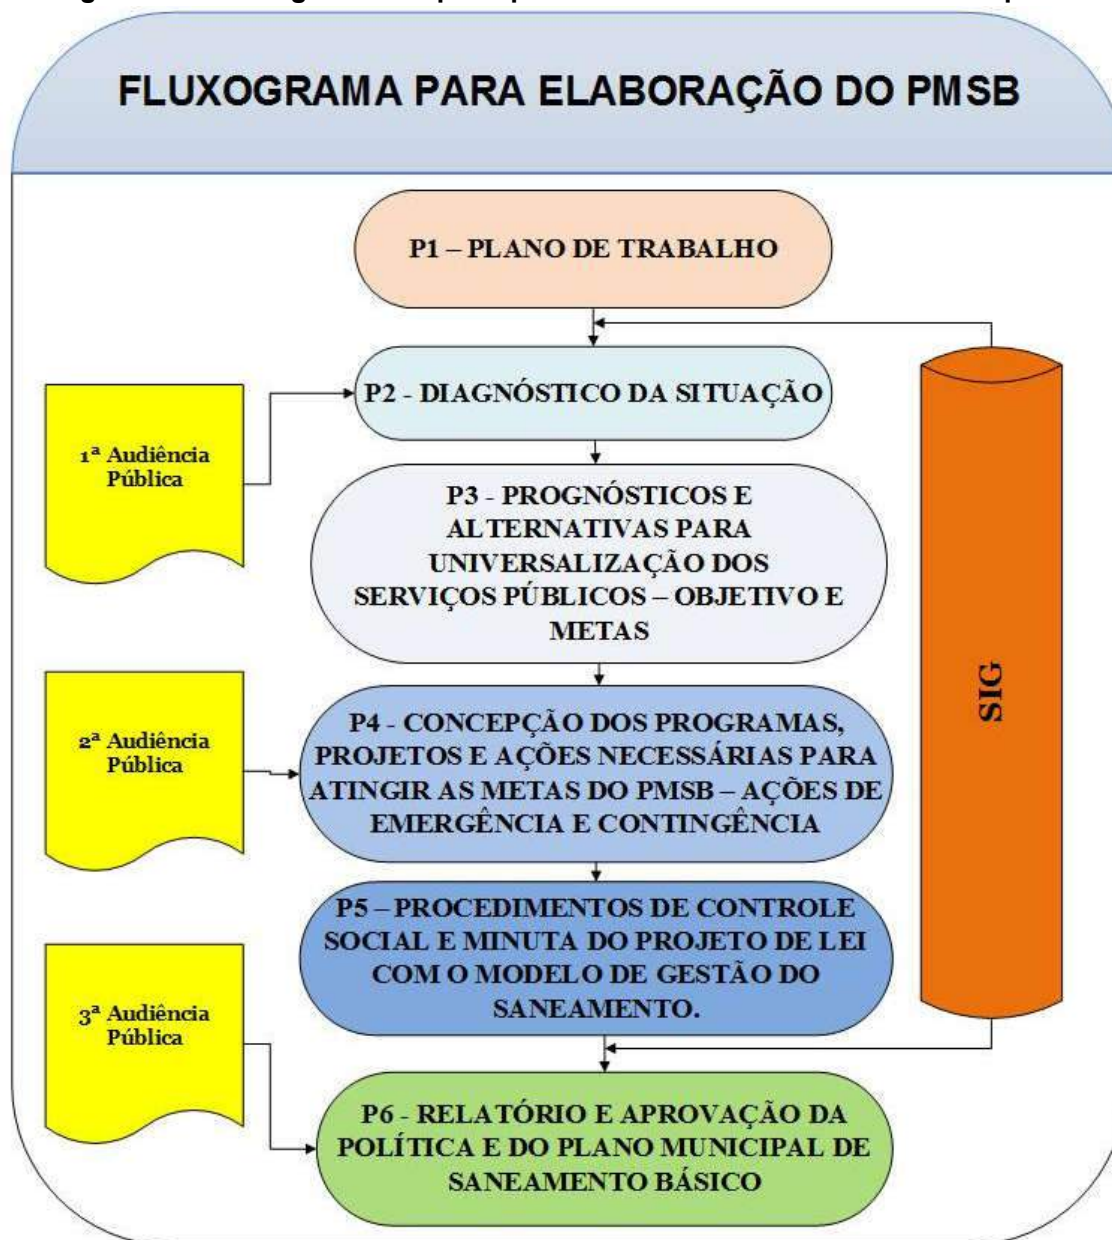 FLUXOGRAMA PARA ELABORAÇÃO DO PMSB
P1 – PLANO DE TRABALHO
P2 - DIAGNÓSTICO DA SITUAÇÃO
1ª Audiência
Pública
P3 - PROGNÓSTICOS E
ALTERNATIVAS PARA
UNIVERSALIZAÇÃO DOS
SERVIÇOS PÚBLICOS – OBJETIVO E
METAS
SIG
2ª Audiência
Pública
P4 - CONCEPÇÃO DOS PROGRAMAS,
PROJETOS E AÇÕES NECESSÁRIAS PARA
ATINGIR AS METAS DO PMSB – AÇÕES DE
EMERGÊNCIA E CONTINGÊNCIA
P5 – PROCEDIMENTOS DE CONTROLE
SOCIAL E MINUTA DO PROJETO DE LEI
COM O MODELO DE GESTÃO DO
SANEAMENTO.
3ª Audiência
Pública
P6 - RELATÓRIO E APROVAÇÃO DA
POLÍTICA E DO PLANO MUNICIPAL DE
SANEAMENTO BÁSICO